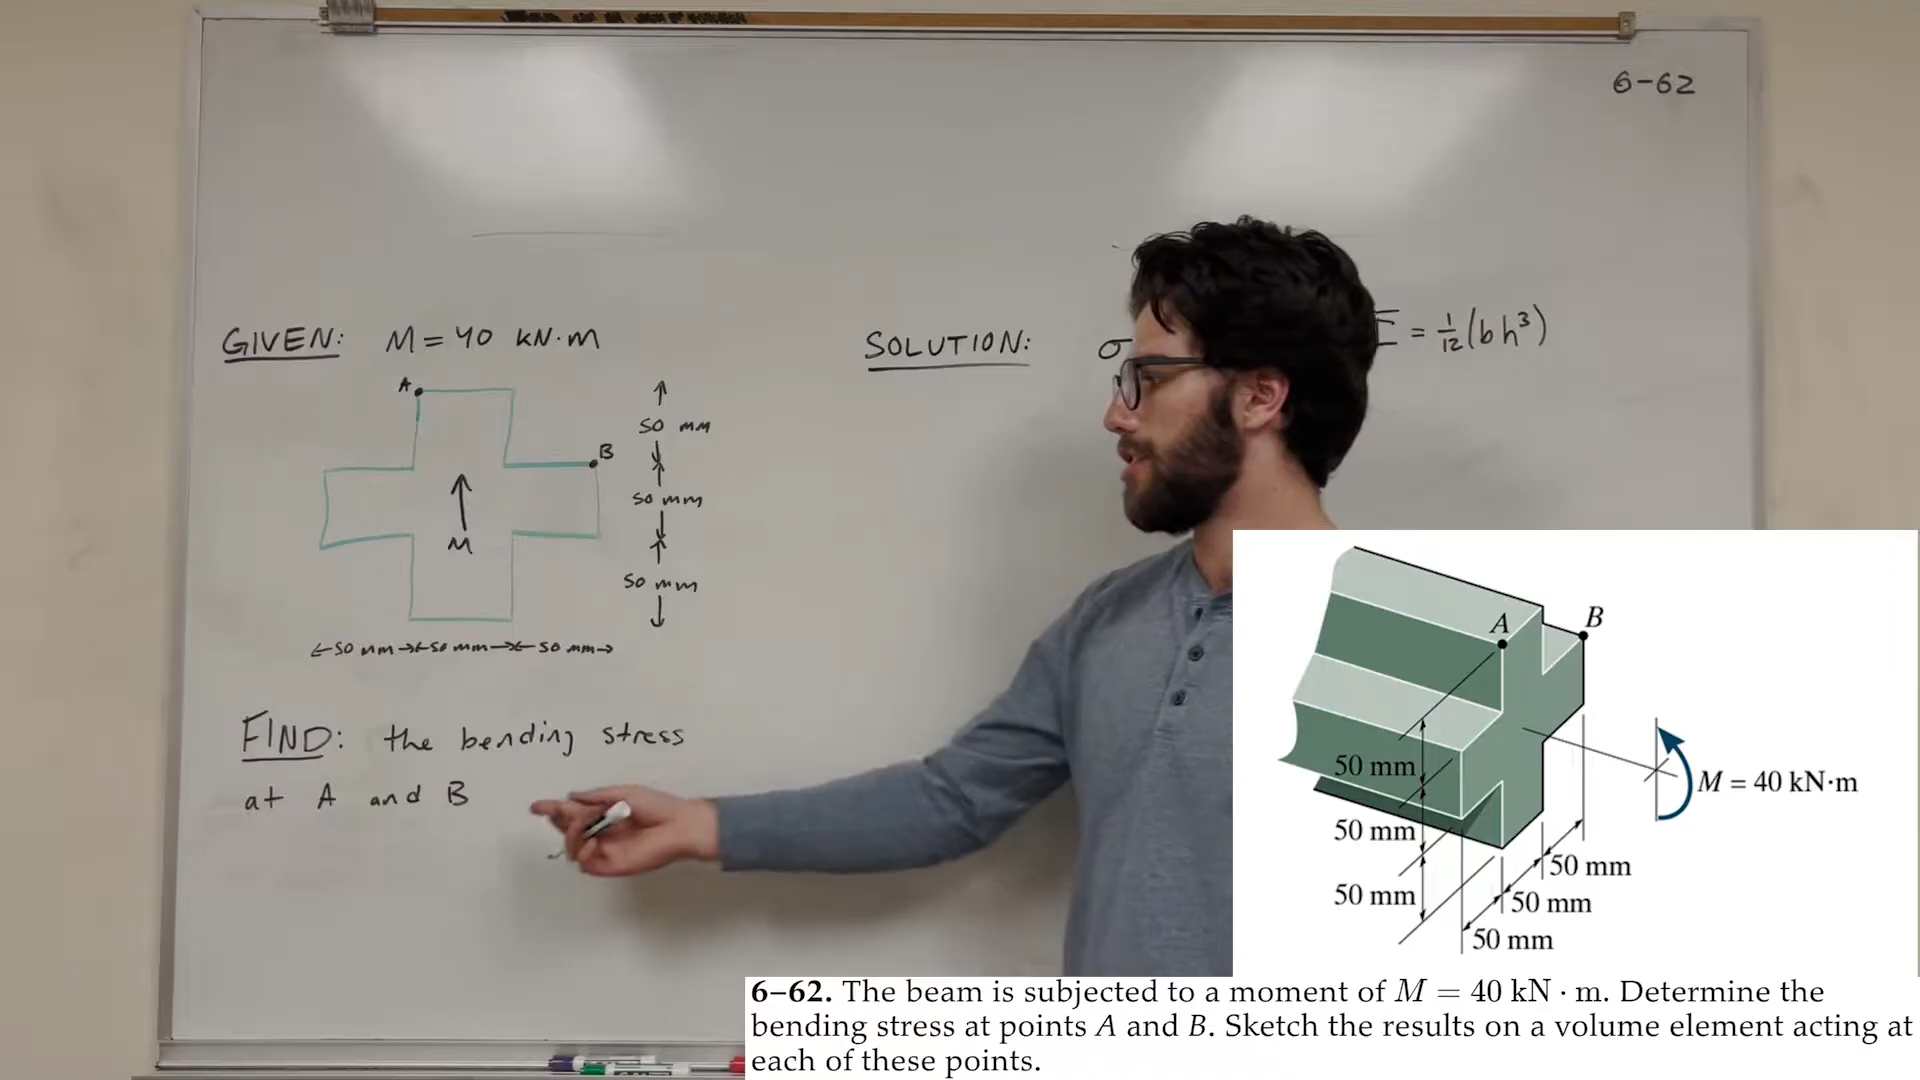 6-62
GIVEN: M = 40 kN·m
SOLUTION: σ
= 1/12 (bh³)
A
B
M
50 mm
50 mm
50 mm
50 mm 50 mm 50 mm
FIND: the bending stress
at A and B
A
B
M = 40 kN·m
50 mm
50 mm
50 mm
50 mm
50 mm
50 mm
6–62. The beam is subjected to a moment of M = 40 kN · m. Determine the
bending stress at points A and B. Sketch the results on a volume element acting at
each of these points.